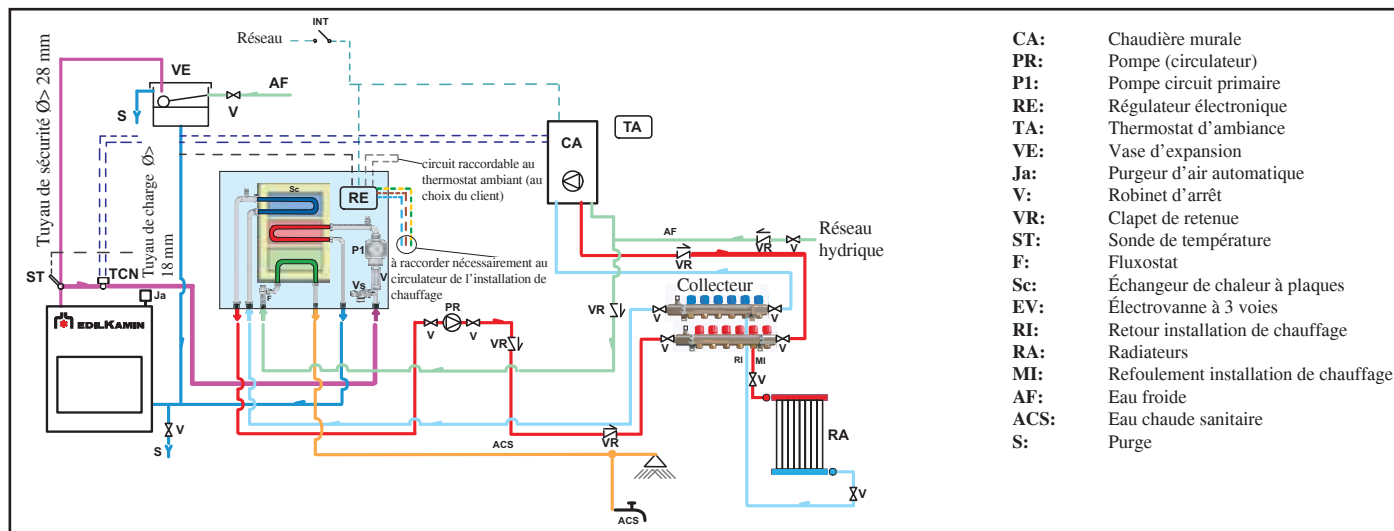 INT
Réseau
VE
AF
S
V
Tuyau de sécurité Ø> 28 mm
Tuyau de charge Ø>
18 mm
CA
TA
circuit raccordable au
thermostat ambiant (au
choix du client)
Sc
RE
P1
V
Vs
F
à raccorder nécessairement au
circulateur de l'installation de
chauffage
AF
VR
V
Réseau
hydrique
VR
ST
TCN
Ja
EDILKAMIN
PR
V
V
VR
VR
Collecteur
V
V
V
V
RI
MI
V
RA
V
V
S
ACS
VR
ACS
CA: Chaudière murale
PR: Pompe (circulateur)
P1: Pompe circuit primaire
RE: Régulateur électronique
TA: Thermostat d'ambiance
VE: Vase d'expansion
Ja: Purgeur d'air automatique
V: Robinet d'arrêt
VR: Clapet de retenue
ST: Sonde de température
F: Fluxostat
Sc: Échangeur de chaleur à plaques
EV: Électrovanne à 3 voies
RI: Retour installation de chauffage
RA: Radiateurs
MI: Refoulement installation de chauffage
AF: Eau froide
ACS: Eau chaude sanitaire
S: Purge